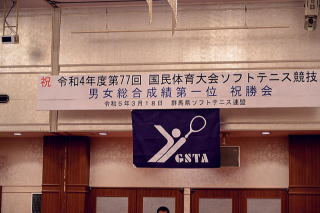 祝 令和4年度第77回 国民体育大会ソフトテニス競技
男女総合成績第一位 祝勝会
令和5年3月18日 群馬県ソフトテニス連盟
GSTA